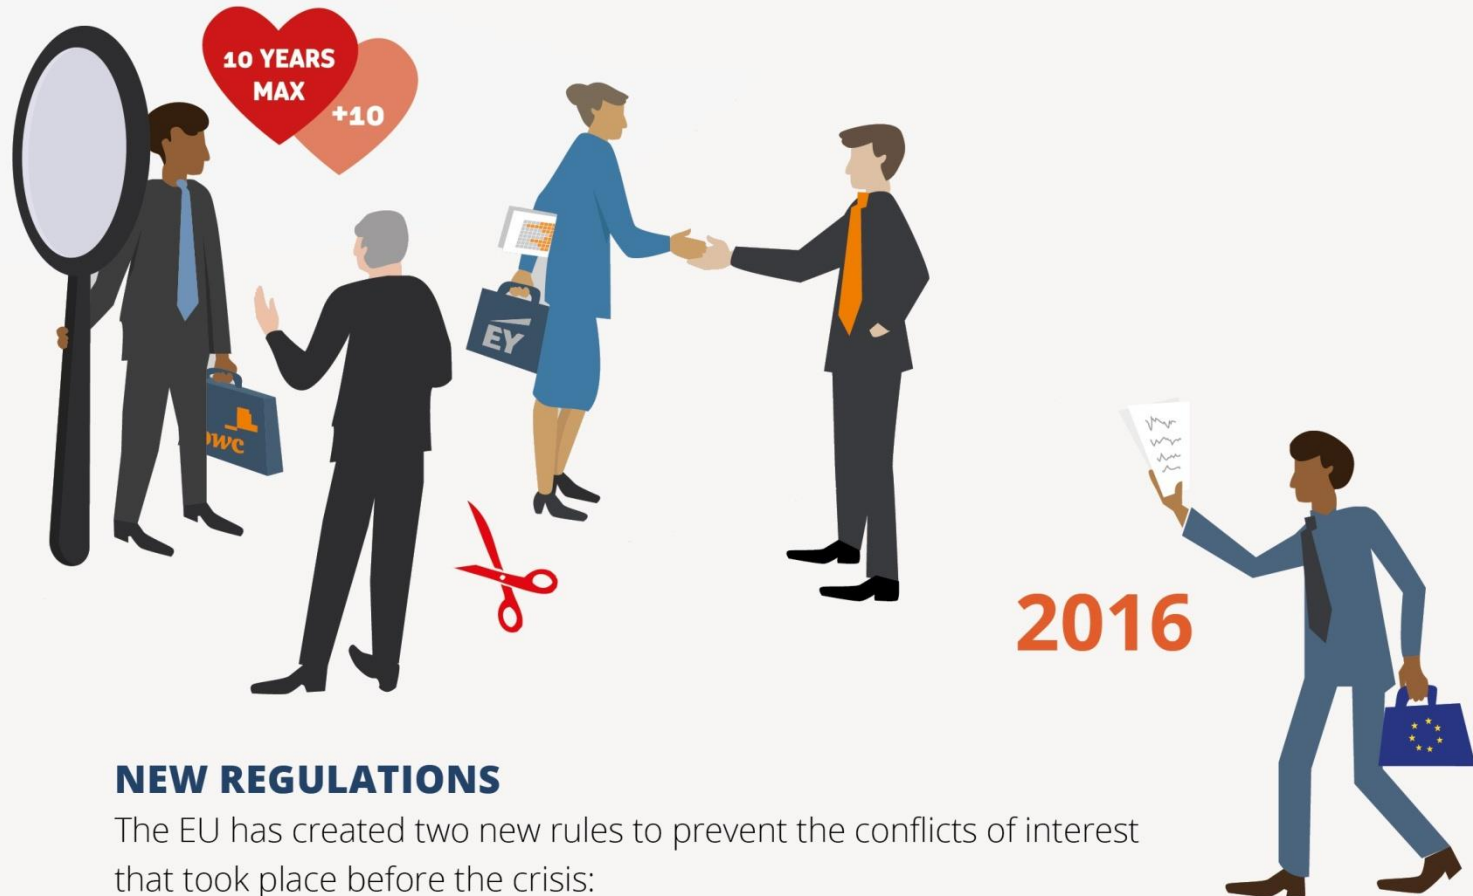 10 YEARS
MAX
+10
EY
pwc
2016
NEW REGULATIONS
The EU has created two new rules to prevent the conflicts of interest
that took place before the crisis: